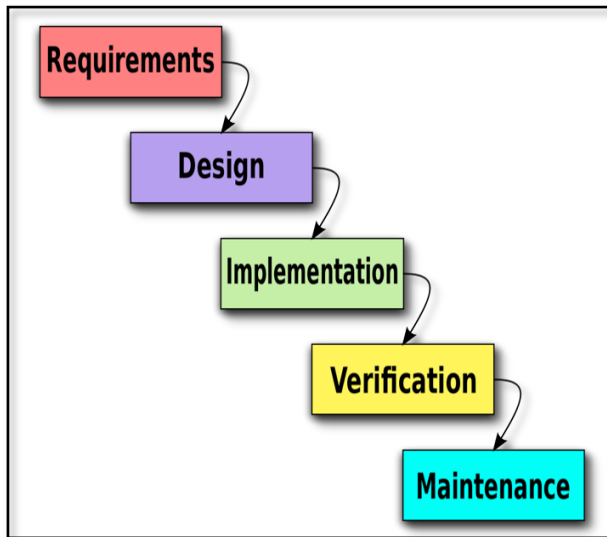 Requirements
Design
Implementation
Verification
Maintenance